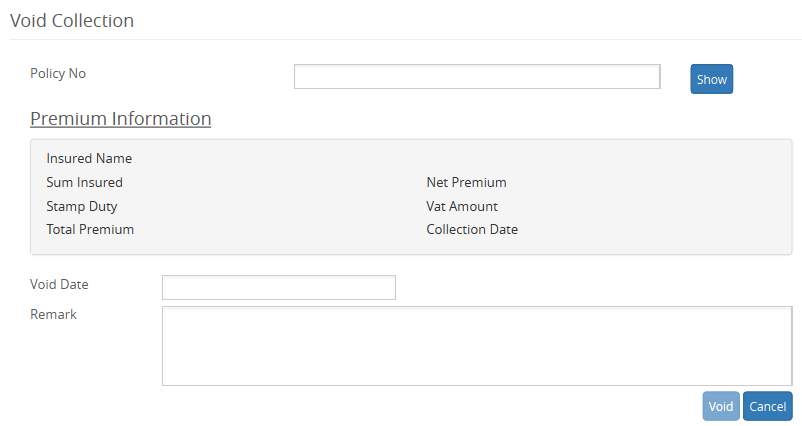 Void Collection
Policy No
Show
Premium Information
Insured Name
Sum Insured Net Premium
Stamp Duty Vat Amount
Total Premium Collection Date
Void Date
Remark
Void Cancel